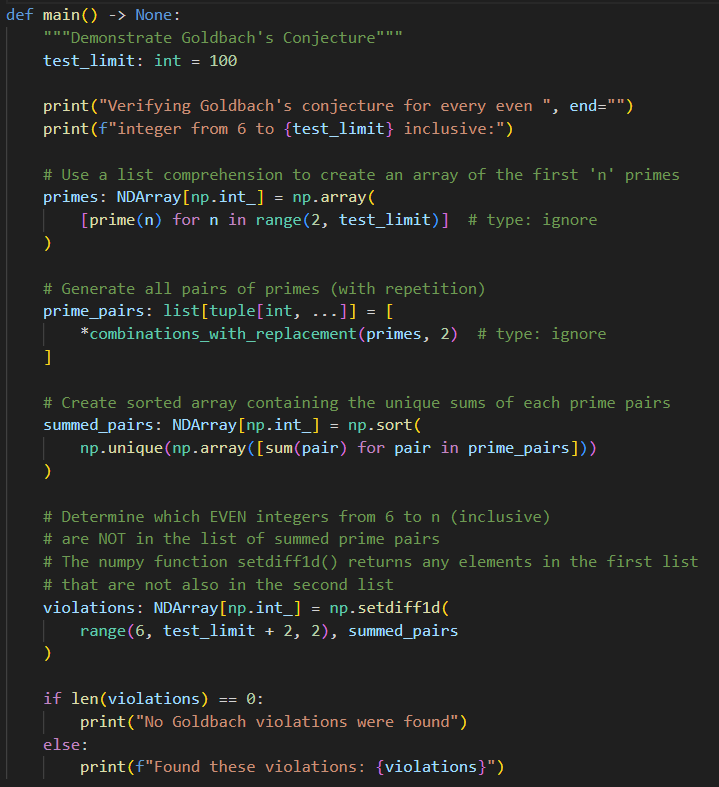 def main() -> None:
    """Demonstrate Goldbach's Conjecture"""
    test_limit: int = 100

    print("Verifying Goldbach's conjecture for every even ", end="")
    print(f"integer from 6 to {test_limit} inclusive:")

    # Use a list comprehension to create an array of the first 'n' primes
    primes: NDArray[np.int_] = np.array(
        [prime(n) for n in range(2, test_limit)]  # type: ignore
    )

    # Generate all pairs of primes (with repetition)
    prime_pairs: list[tuple[int, ...]] = [
        *combinations_with_replacement(primes, 2)  # type: ignore
    ]

    # Create sorted array containing the unique sums of each prime pairs
    summed_pairs: NDArray[np.int_] = np.sort(
        np.unique(np.array([sum(pair) for pair in prime_pairs]))
    )

    # Determine which EVEN integers from 6 to n (inclusive)
    # are NOT in the list of summed prime pairs
    # The numpy function setdiff1d() returns any elements in the first list
    # that are not also in the second list
    violations: NDArray[np.int_] = np.setdiff1d(
        range(6, test_limit + 2, 2), summed_pairs
    )

    if len(violations) == 0:
        print("No Goldbach violations were found")
    else:
        print(f"Found these violations: {violations}")